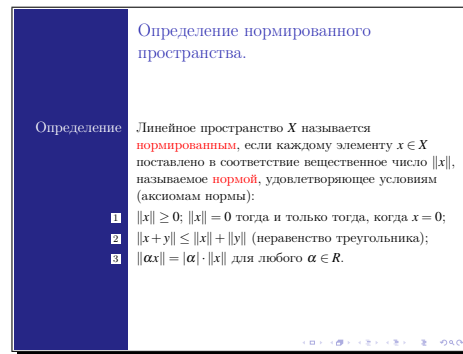 Определение нормированного
пространства.
Определение
Линейное пространство X называется
нормированным, если каждому элементу x ∈ X
поставлено в соответствие вещественное число ‖x‖,
называемое нормой, удовлетворяющее условиям
(аксиомам нормы):
1 ‖x‖ ≥ 0; ‖x‖ = 0 тогда и только тогда, когда x = 0;
2 ‖x + y‖ ≤ ‖x‖ + ‖y‖ (неравенство треугольника);
3 ‖αx‖ = |α| · ‖x‖ для любого α ∈ R.